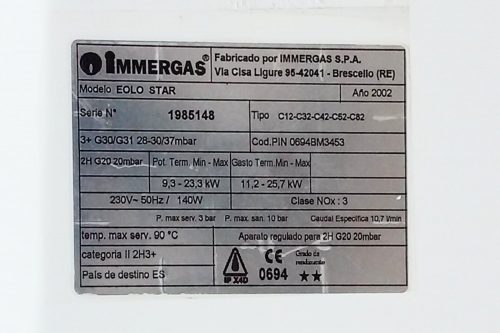 IMMERGAS® Fabricado por IMMERGAS S.P.A.
Via Cisa Ligure 95-42041 - Brescello (RE)
Modelo EOLO STAR Año 2002
Serie N° 1985148 Tipo C12-C32-C42-C52-C82
3+ G30/G31 28-30/37mbar Cod.PIN 0694BM3453
2H G20 20mbar Pot. Term. Min - Max Gasto Term.Min - Max
9,3 - 23,3 kW 11,2 - 25,7 kW
230V~ 50Hz / 140W Clase NOx : 3
P. max serv. 3 bar P. max. san. 10 bar Caudal Especifica 10,7 l/min
temp. max serv. 90 °C Aparato regulado para 2H G20 20mbar
categoria II 2H3+ CE Grado de rendimiento
País de destino ES IP X4D 0694 ★★